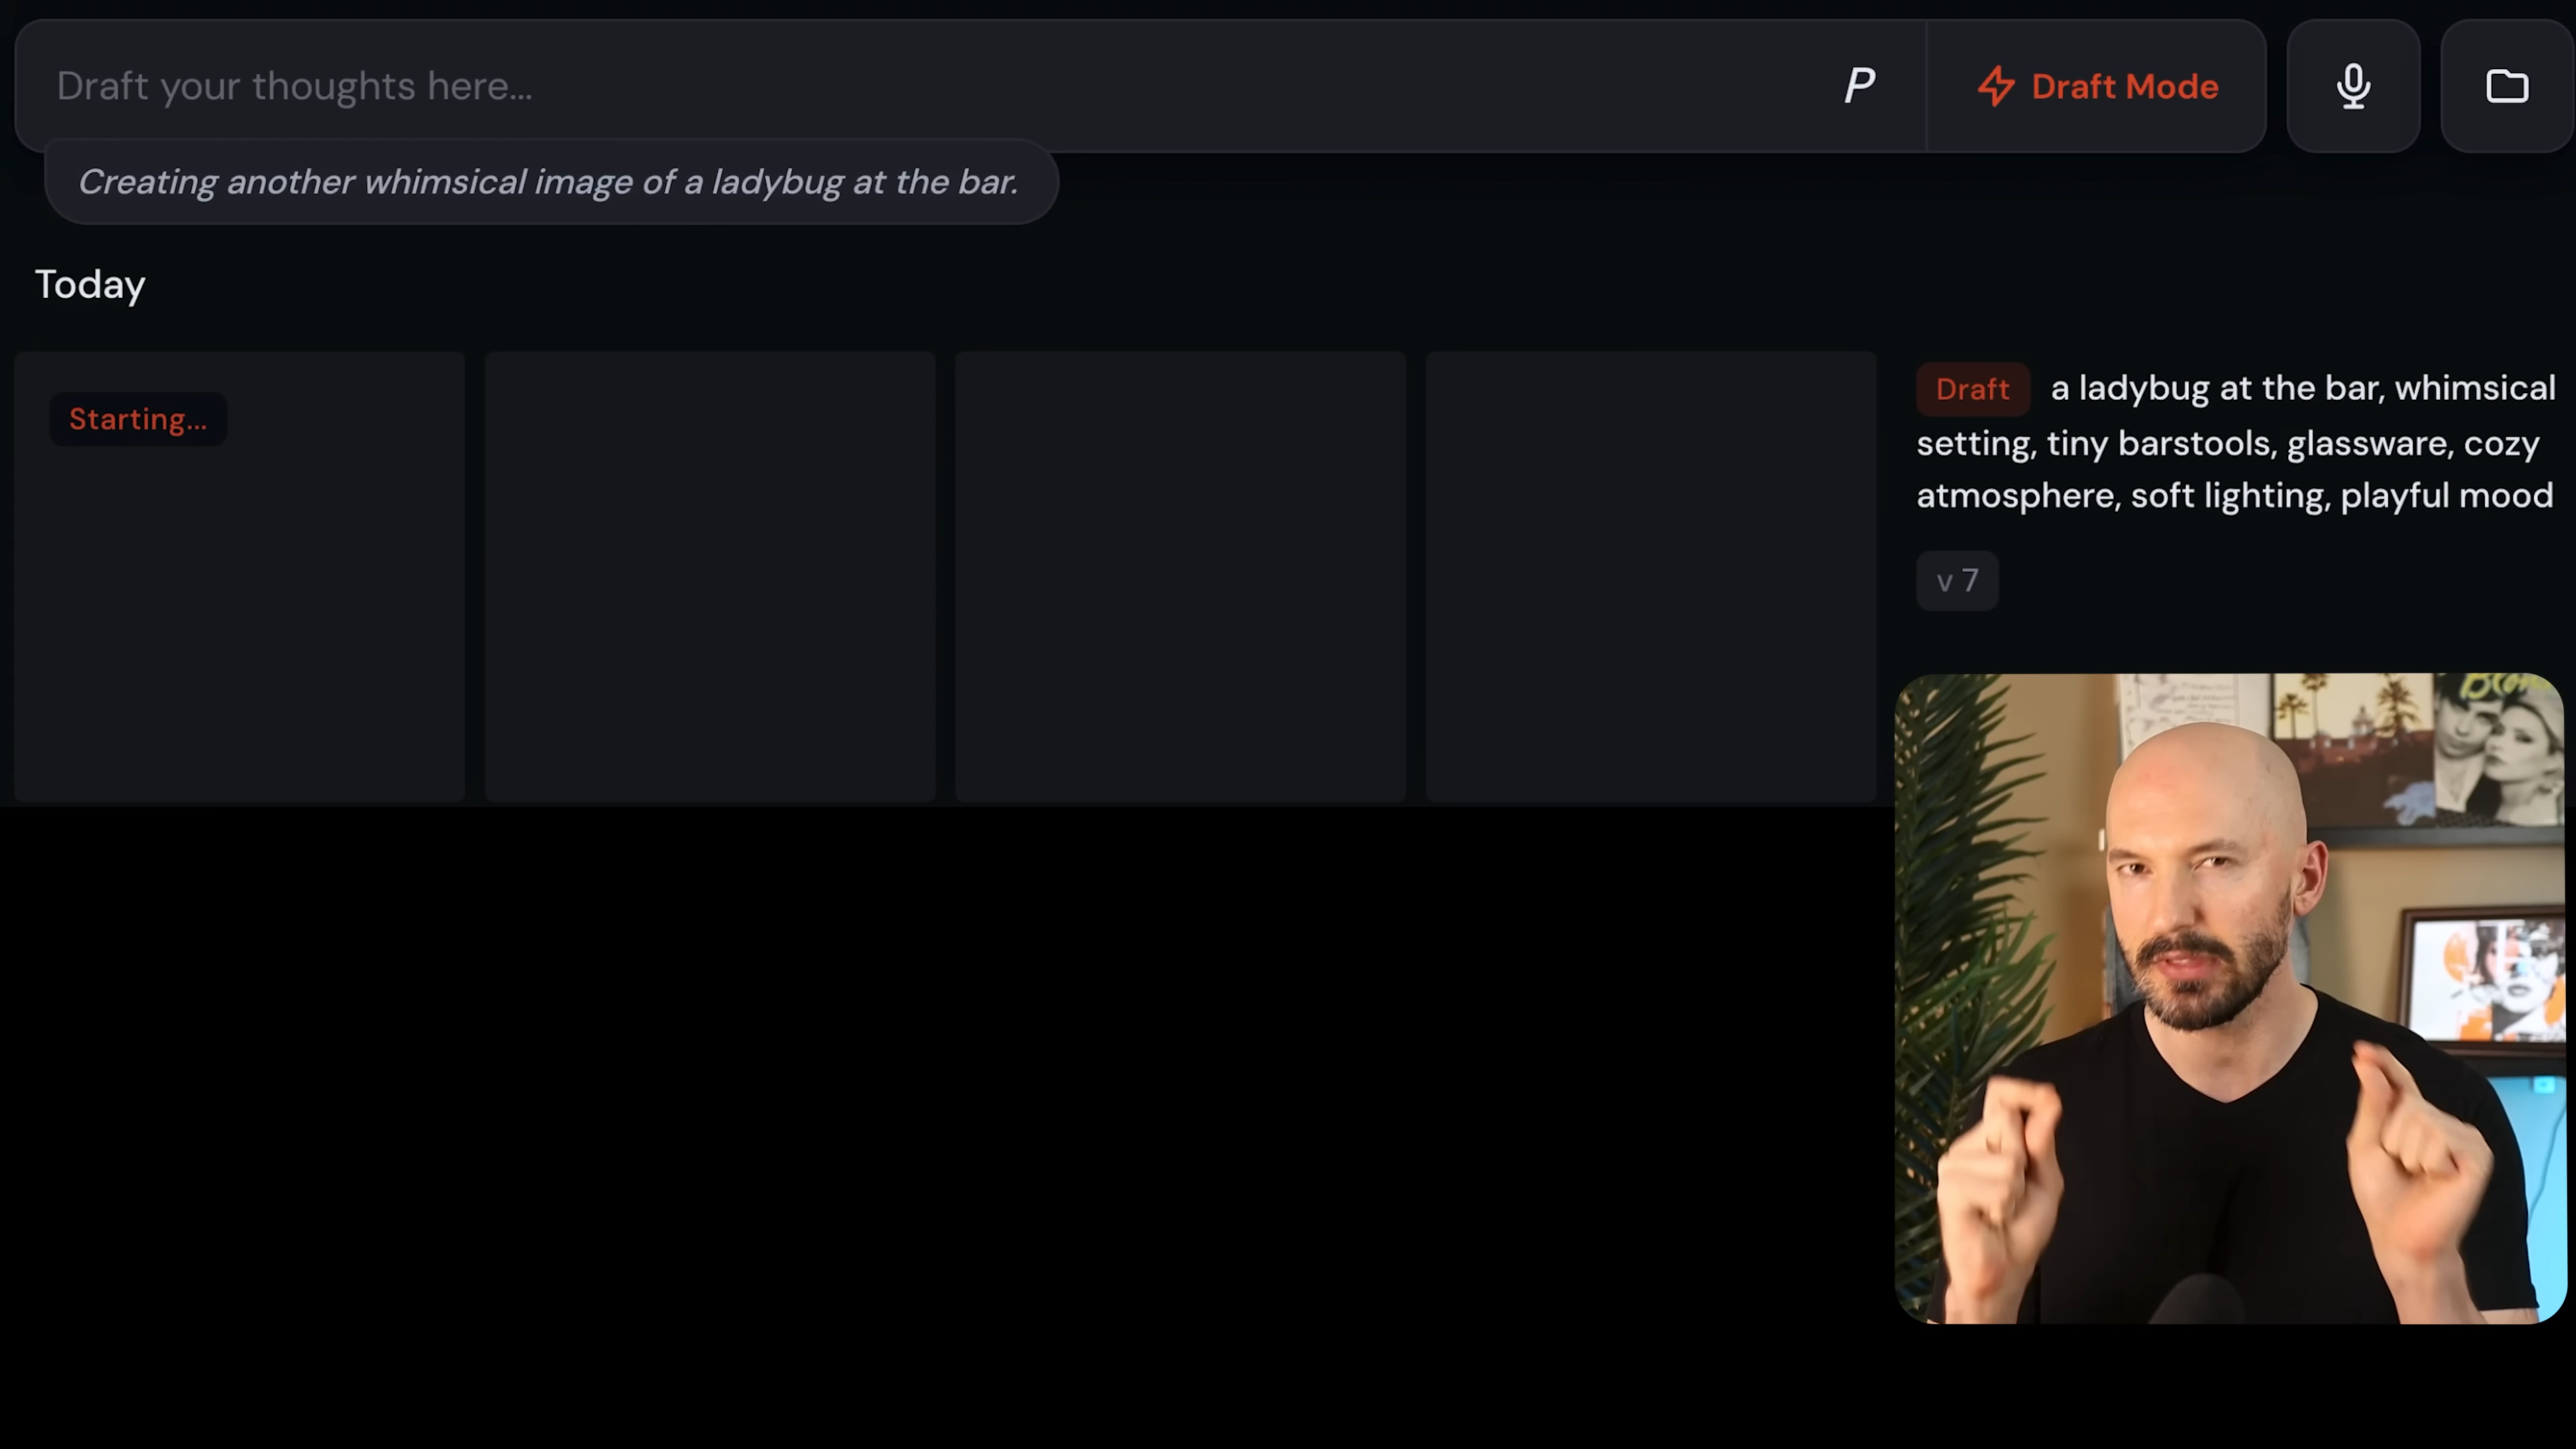 Draft your thoughts here...
P
Draft Mode
Creating another whimsical image of a ladybug at the bar.
Today
Starting...
Draft a ladybug at the bar, whimsical
setting, tiny barstools, glassware, cozy
atmosphere, soft lighting, playful mood
v 7